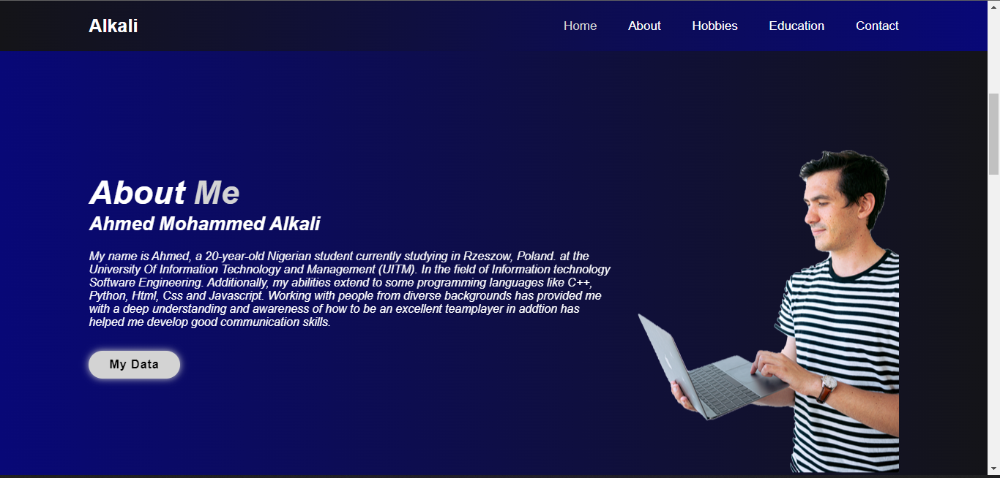 Alkali
Home About Hobbies Education Contact
About Me
Ahmed Mohammed Alkali
My name is Ahmed, a 20-year-old Nigerian student currently studying in Rzeszow, Poland. at the
University Of Information Technology and Management (UITM). In the field of Information technology
Software Engineering. Additionally, my abilities extend to some programming languages like C++,
Python, Html, Css and Javascript. Working with people from diverse backgrounds has provided me
with a deep understanding and awareness of how to be an excellent teamplayer in addtion has
helped me develop good communication skills.
My Data